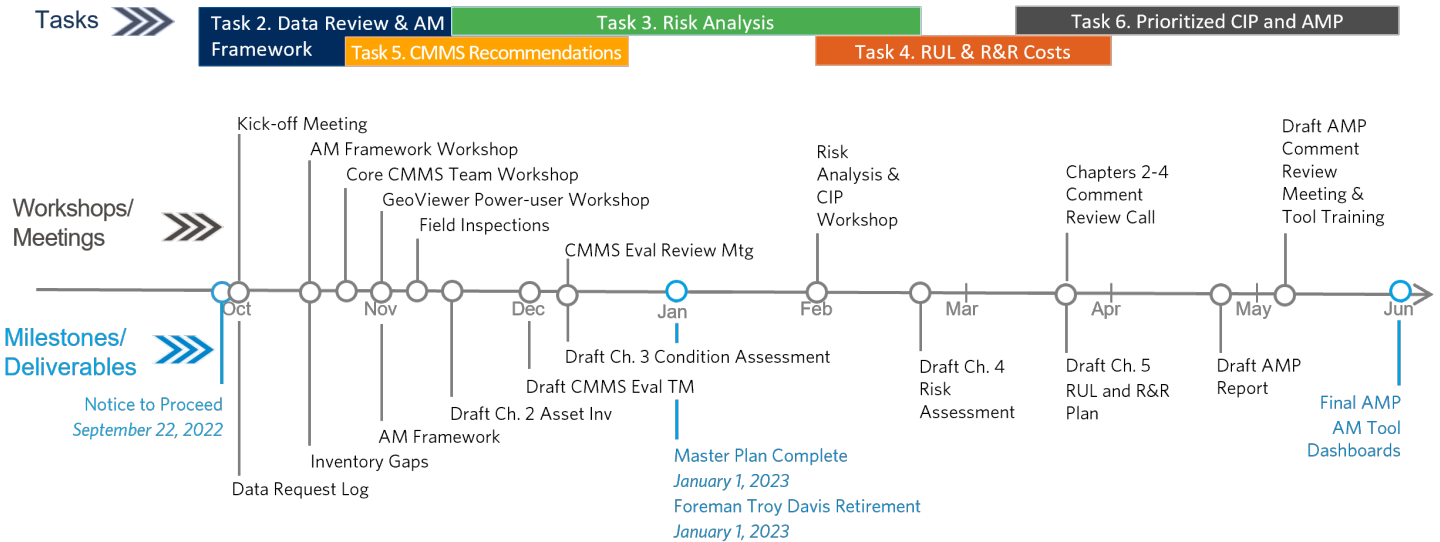 Tasks
Task 2. Data Review & AM
Framework
Task 3. Risk Analysis
Task 6. Prioritized CIP and AMP
Task 5. CMMS Recommendations
Task 4. RUL & R&R Costs
Workshops/
Meetings
Kick-off Meeting
AM Framework Workshop
Core CMMS Team Workshop
GeoViewer Power-user Workshop
Field Inspections
CMMS Eval Review Mtg
Risk
Analysis &
CIP
Workshop
Chapters 2-4
Comment
Review Call
Draft AMP
Comment
Review
Meeting &
Tool Training
Oct
Nov
Dec
Jan
Feb
Mar
Apr
May
Jun
Milestones/
Deliverables
Notice to Proceed
September 22, 2022
Data Request Log
Inventory Gaps
AM Framework
Draft Ch. 2 Asset Inv
Draft CMMS Eval TM
Draft Ch. 3 Condition Assessment
Master Plan Complete
January 1, 2023
Foreman Troy Davis Retirement
January 1, 2023
Draft Ch. 4
Risk
Assessment
Draft Ch. 5
RUL and R&R
Plan
Draft AMP
Report
Final AMP
AM Tool
Dashboards